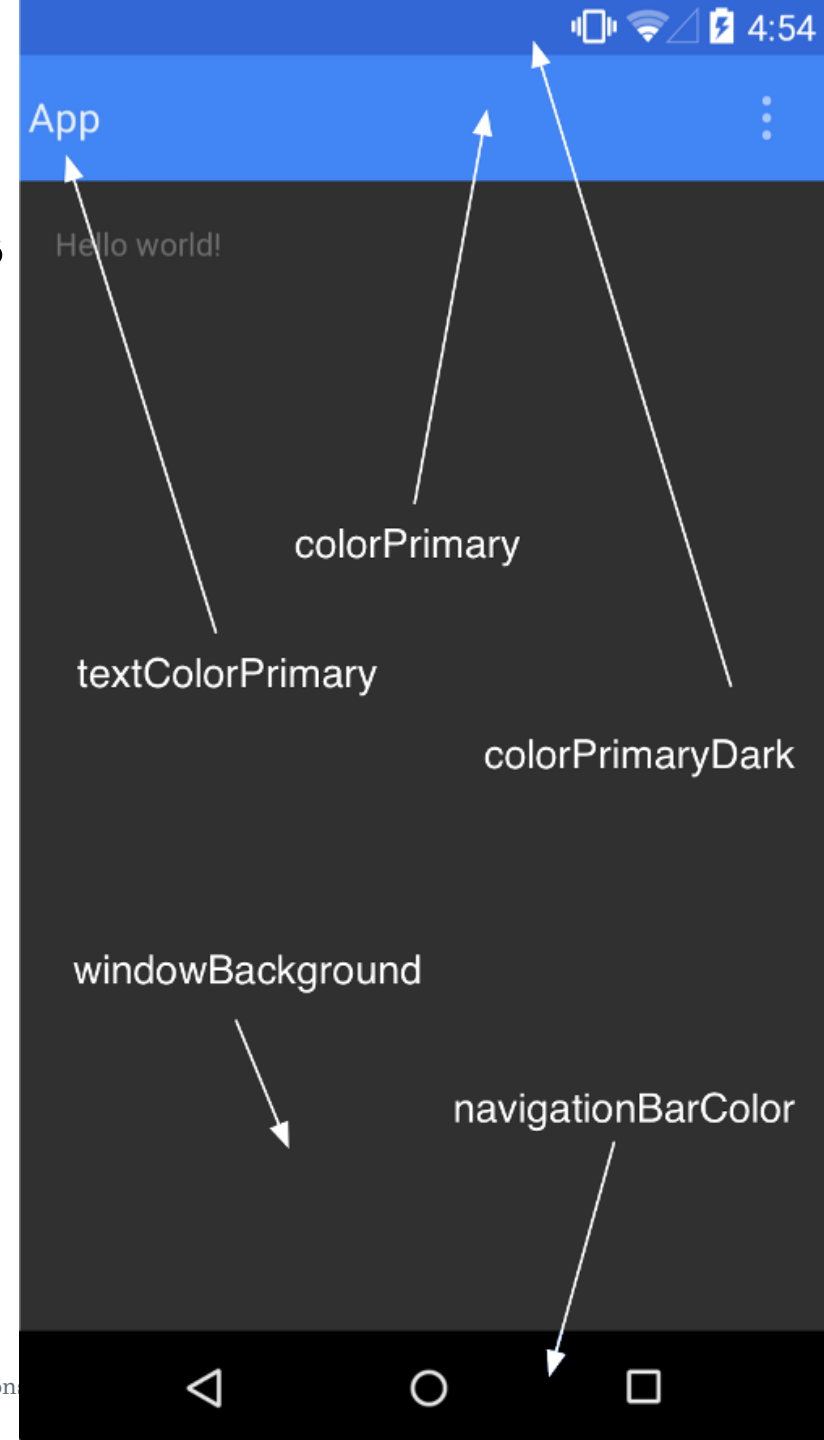 4:54
App
Hello world!
colorPrimary
textColorPrimary
colorPrimaryDark
windowBackground
navigationBarColor